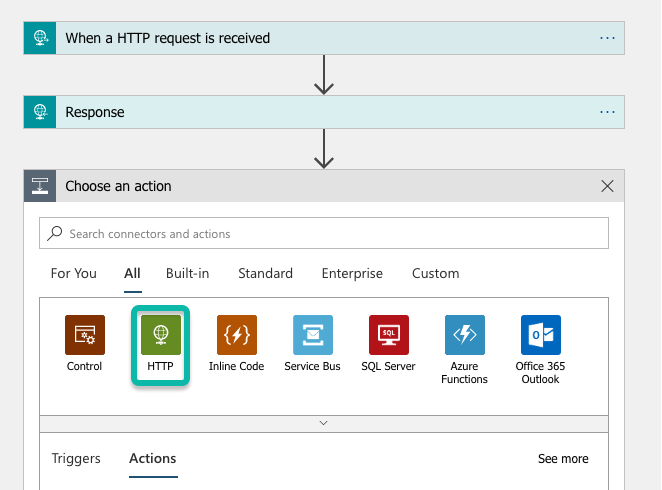 When a HTTP request is received
Response
Choose an action
Search connectors and actions
For You All Built-in Standard Enterprise Custom
Control HTTP Inline Code Service Bus SQL SQL Server Azure Functions Office 365 Outlook
Triggers Actions See more